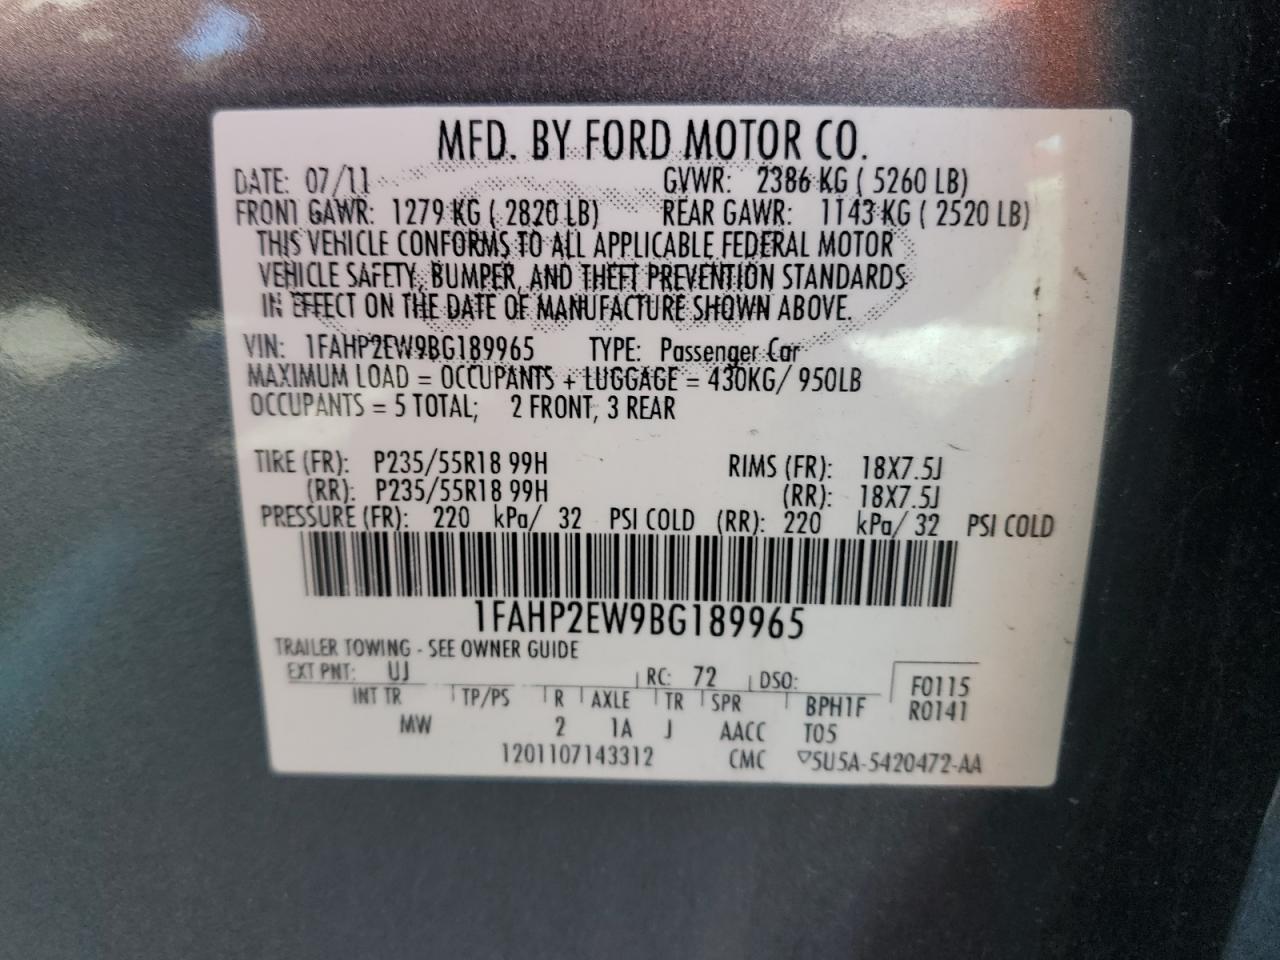 MFD. BY FORD MOTOR CO.
DATE: 07/11 GVWR: 2386 KG ( 5260 LB)
FRONT GAWR: 1279 KG ( 2820 LB) REAR GAWR: 1143 KG ( 2520 LB)
THIS VEHICLE CONFORMS TO ALL APPLICABLE FEDERAL MOTOR
VEHICLE SAFETY, BUMPER, AND THEFT PREVENTION STANDARDS
IN EFFECT ON THE DATE OF MANUFACTURE SHOWN ABOVE.
VIN: 1FAHP2EW9BG189965 TYPE: Passenger Car
MAXIMUM LOAD = OCCUPANTS + LUGGAGE = 430KG/ 950LB
OCCUPANTS = 5 TOTAL; 2 FRONT, 3 REAR
TIRE (FR): P235/55R18 99H RIMS (FR): 18X7.5J
(RR): P235/55R18 99H (RR): 18X7.5J
PRESSURE (FR): 220 kPa/ 32 PSI COLD (RR): 220 kPa/ 32 PSI COLD
1FAHP2EW9BG189965
TRAILER TOWING - SEE OWNER GUIDE
EXT PNT: UJ RC: 72 DSO: F0115
INT TR TP/PS R AXLE TR SPR BPH1F R0141
MW 2 1A J AACC T05
1201107143312 CMC ▽5U5A-5420472-AA